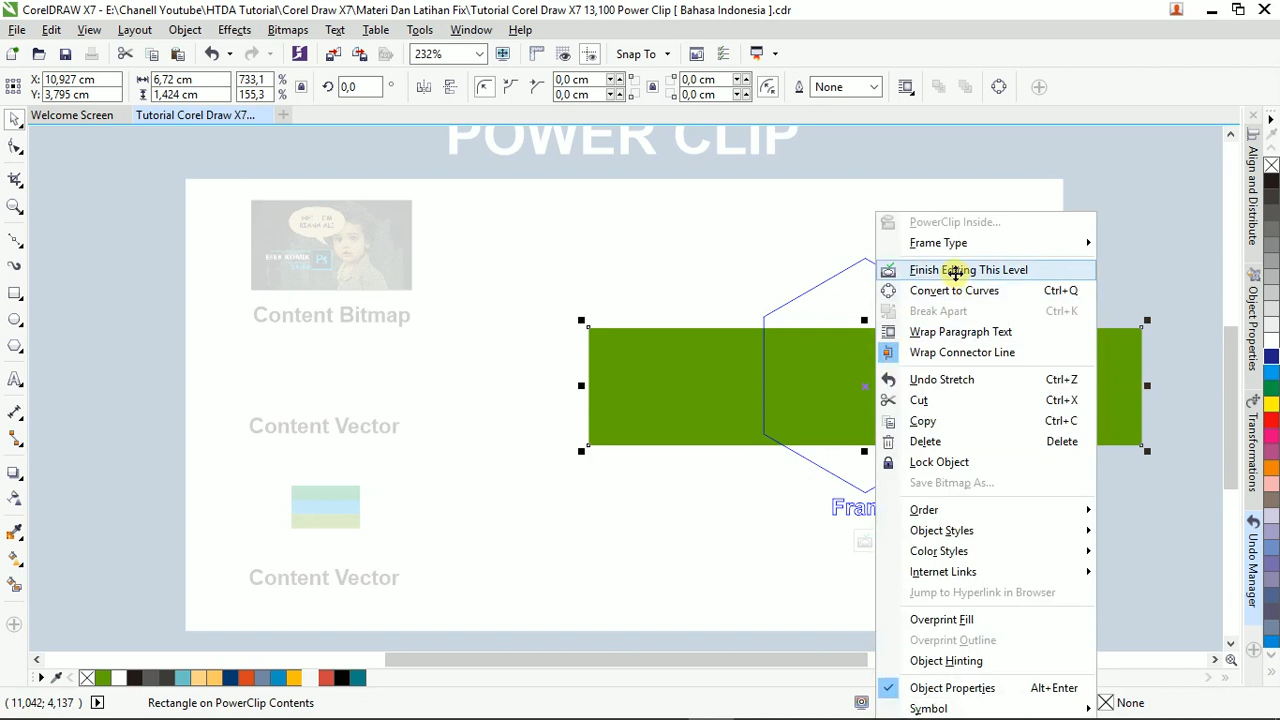 CorelDRAW X7 - E:\Chanell Youtube\HTDA Tutorial\Corel Draw X7\Materi Dan Latihan Fix\Tutorial Corel Draw X7 13,100 Power Clip [ Bahasa Indonesia ].cdr
File Edit View Layout Object Effects Bitmaps Text Table Tools Window Help
232% Snap To
X: 10,927 cm 6,72 cm 733,1 % 0,0 ° 0,0 cm 0,0 cm 0,0 cm 0,0 cm None
Y: 3,795 cm 1,424 cm 155,3 %
Welcome Screen Tutorial Corel Draw X7...
POWER CLIP
Content Bitmap
Content Vector
Content Vector
Fram
PowerClip Inside...
Frame Type
Finish Editing This Level
Convert to Curves Ctrl+Q
Break Apart Ctrl+K
Wrap Paragraph Text
Wrap Connector Line
Undo Stretch Ctrl+Z
Cut Ctrl+X
Copy Ctrl+C
Delete Delete
Lock Object
Save Bitmap As...
Order
Object Styles
Color Styles
Internet Links
Jump to Hyperlink in Browser
Overprint Fill
Overprint Outline
Object Hinting
Object Properties Alt+Enter
Symbol
Align and Distribute
Object Properties
Transformations
Undo Manager
(11,042; 4,137) Rectangle on PowerClip Contents None